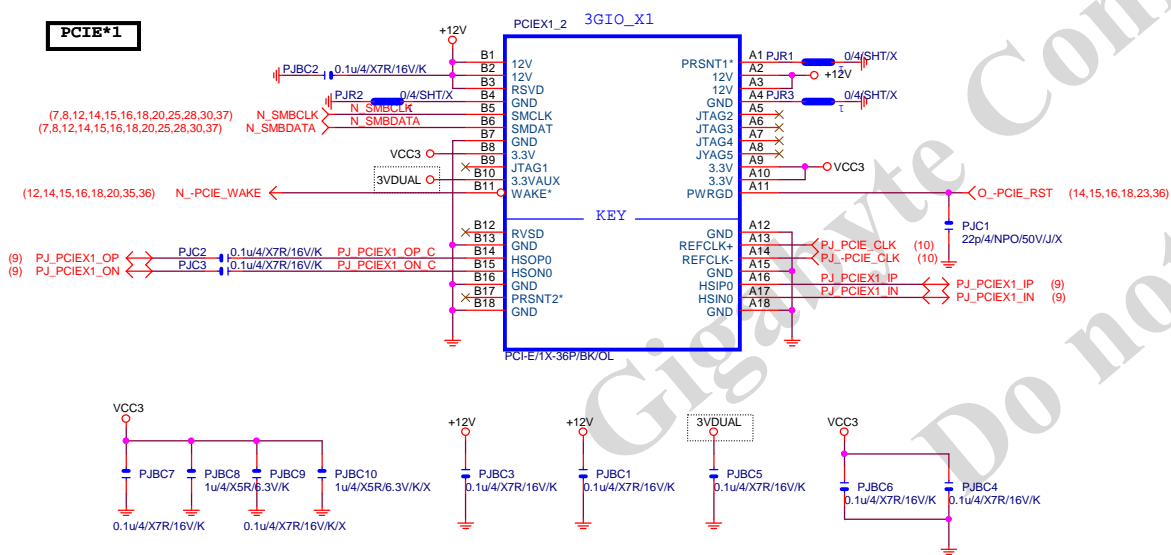 PCIE*1
PCIEX1_2
3GIO_X1
+12V
PJBC2
0.1u/4/X7R/16V/K
PJR2
0/4/SHT/X
(7,8,12,14,15,16,18,20,25,28,30,37)
N_SMBCLK
N_SMBCLK
(7,8,12,14,15,16,18,20,25,28,30,37)
N_SMBDATA
N_SMBDATA
VCC3
3VDUAL
(12,14,15,16,18,20,35,36)
N_-PCIE_WAKE
(9)
PJ_PCIEX1_OP
PJC2
0.1u/4/X7R/16V/K
PJ_PCIEX1_OP_C
(9)
PJ_PCIEX1_ON
PJC3
0.1u/4/X7R/16V/K
PJ_PCIEX1_ON_C
B1
12V
B2
12V
B3
RSVD
B4
GND
B5
SMCLK
B6
SMDAT
B7
GND
B8
3.3V
B9
JTAG1
B10
3.3VAUX
B11
WAKE*
KEY
B12
RVSD
B13
GND
B14
HSOP0
B15
HSON0
B16
GND
B17
PRSNT2*
B18
GND
PRSNT1*
A1
12V
A2
12V
A3
GND
A4
JTAG2
A5
JTAG3
A6
JTAG4
A7
JYAG5
A8
3.3V
A9
3.3V
A10
PWRGD
A11
GND
A12
REFCLK+
A13
REFCLK-
A14
GND
A15
HSIP0
A16
HSIN0
A17
GND
A18
PJR1
0/4/SHT/X
+12V
PJR3
0/4/SHT/X
VCC3
O_-PCIE_RST
(14,15,16,18,23,36)
PJC1
22p/4/NPO/50V/J/X
PJ_PCIE_CLK
(10)
PJ_-PCIE_CLK
(10)
PJ_PCIEX1_IP
PJ_PCIEX1_IP
(9)
PJ_PCIEX1_IN
PJ_PCIEX1_IN
(9)
PCI-E/1X-36P/BK/OL
VCC3
PJBC7
0.1u/4/X7R/16V/K
PJBC8
1u/4/X5R/6.3V/K
PJBC9
0.1u/4/X7R/16V/K/X
PJBC10
1u/4/X5R/6.3V/K/X
+12V
PJBC3
0.1u/4/X7R/16V/K
+12V
PJBC1
0.1u/4/X7R/16V/K
3VDUAL
PJBC5
0.1u/4/X7R/16V/K
VCC3
PJBC6
0.1u/4/X7R/16V/K
PJBC4
0.1u/4/X7R/16V/K
Gigabyte
Do not